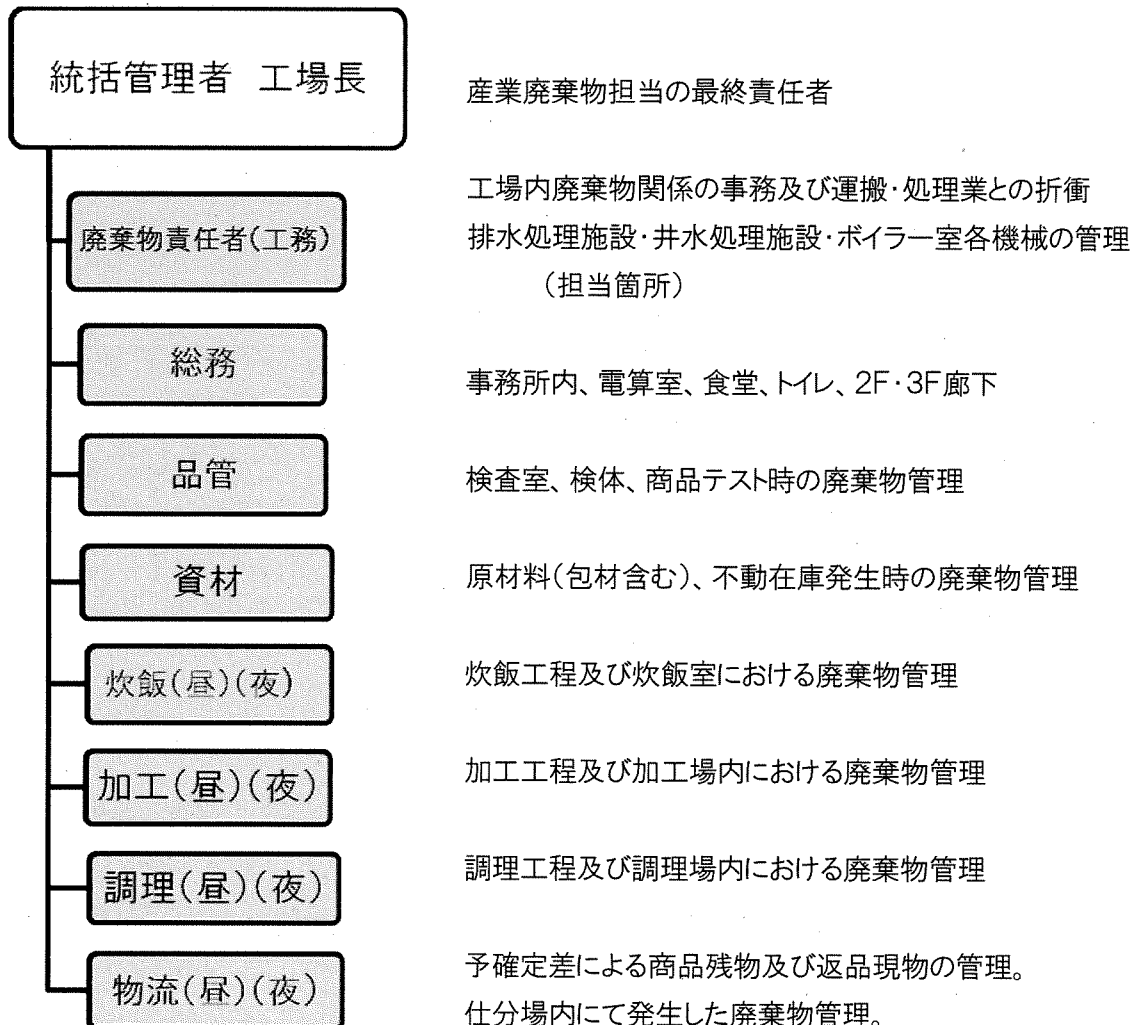 統括管理者 工場長
産業廃棄物担当の最終責任者
廃棄物責任者(工務)
工場内廃棄物関係の事務及び運搬・処理業との折衝
排水処理施設・井水処理施設・ボイラー室各機械の管理
(担当箇所)
総務
事務所内、電算室、食堂、トイレ、2F・3F廊下
品管
検査室、検体、商品テスト時の廃棄物管理
資材
原材料(包材含む)、不動在庫発生時の廃棄物管理
炊飯(昼)(夜)
炊飯工程及び炊飯室における廃棄物管理
加工(昼)(夜)
加工工程及び加工場内における廃棄物管理
調理(昼)(夜)
調理工程及び調理場内における廃棄物管理
物流(昼)(夜)
予確定差による商品残物及び返品現物の管理。
仕分場内にて発生した廃棄物管理。